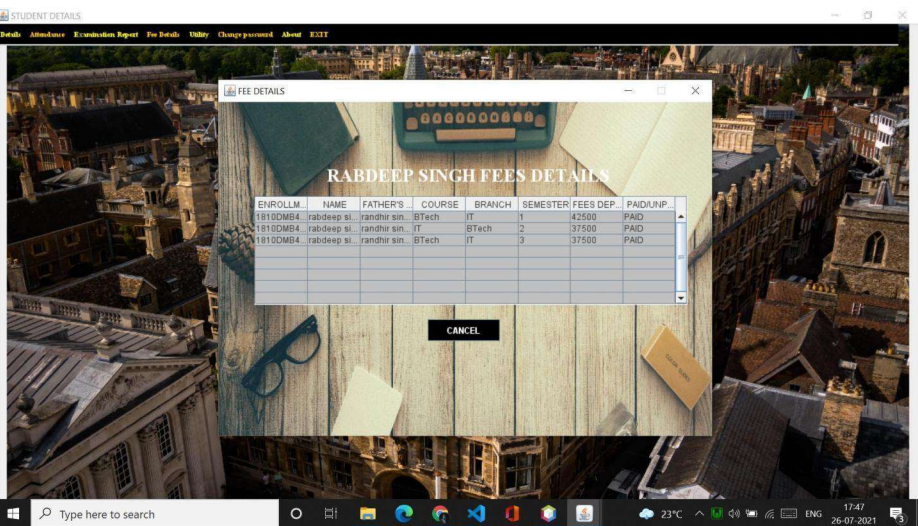 STUDENT DETAILS
Details Attendance Examination Report Fee Details Utility Change password About EXIT
FEE DETAILS
RABDEEP SINGH FEES DETAILS
ENROLLM... NAME FATHER'S ... COURSE BRANCH SEMESTER FEES DEP... PAID/UNP...
1810DMB4... rabdeep si... randhir sin... BTech IT 1 42500 PAID
1810DMB4... rabdeep si... randhir sin... IT BTech 2 37500 PAID
1810DMB4... rabdeep si... randhir sin... BTech IT 3 37500 PAID
CANCEL
Type here to search
23°C
ENG
17:47
26-07-2021
3